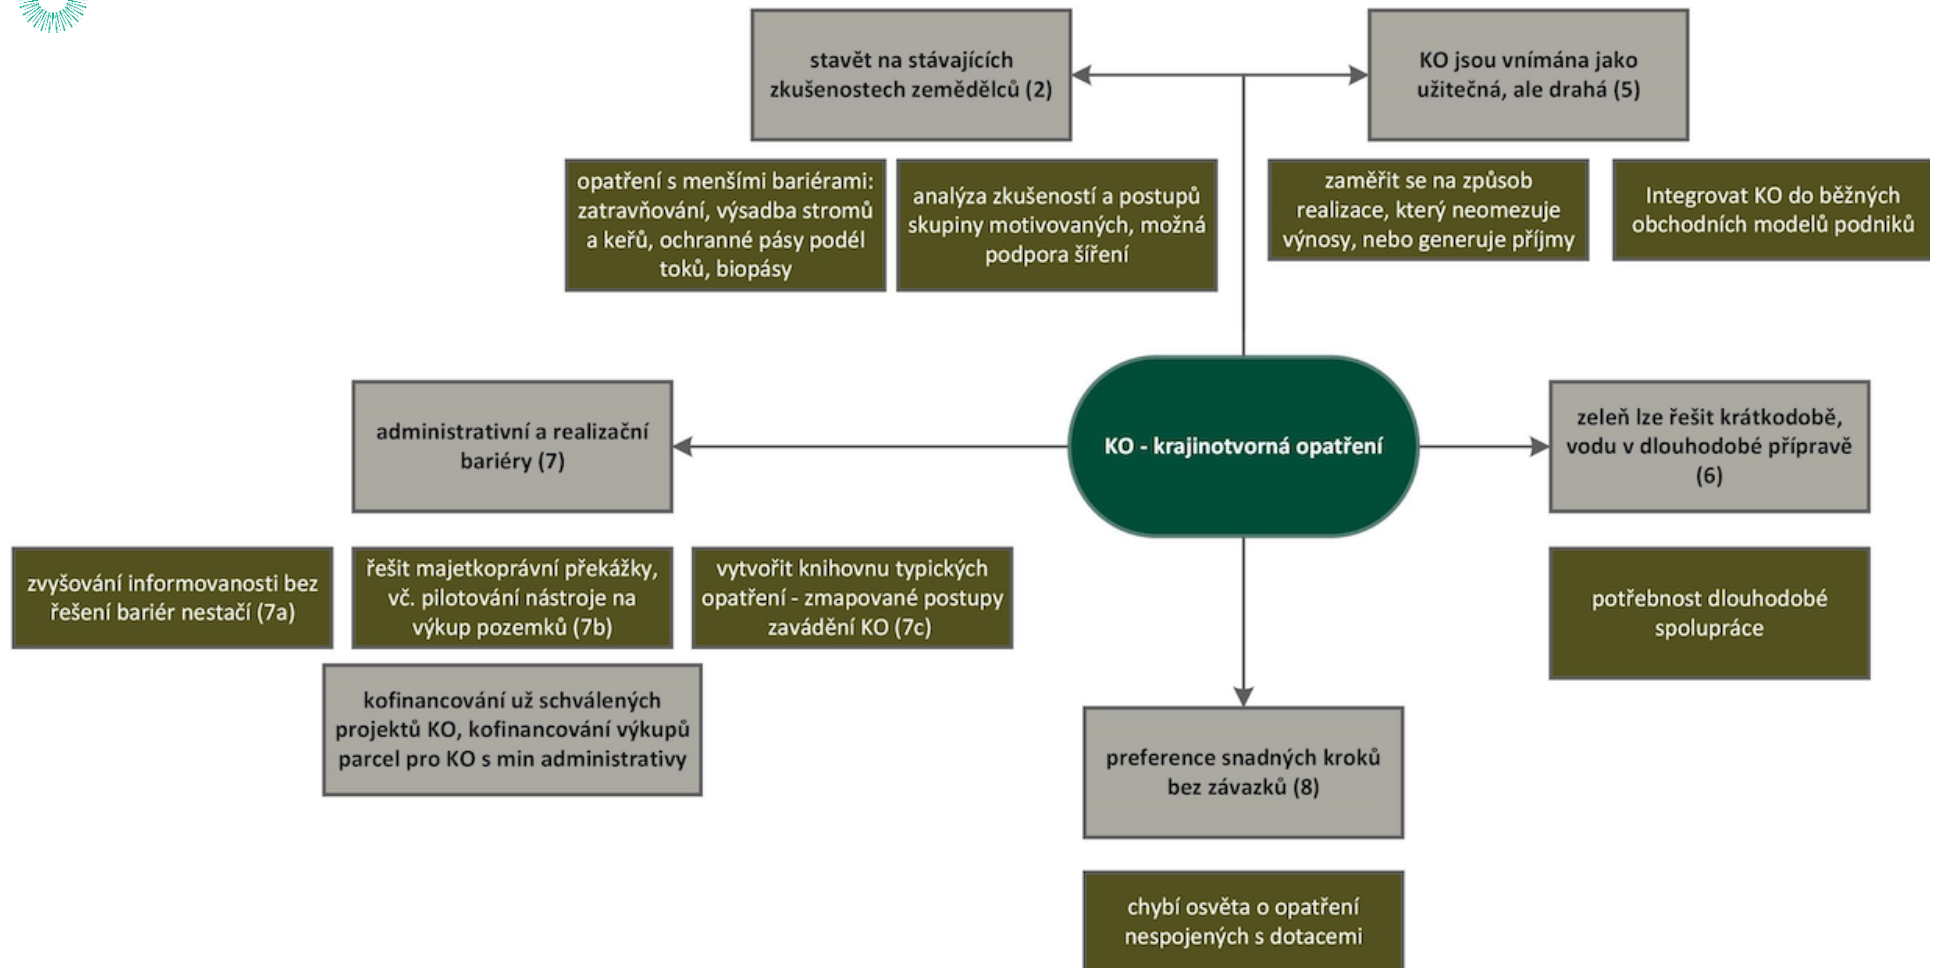 stavět na stávajících
zkušenostech zemědělců (2)
KO jsou vnímána jako
užitečná, ale drahá (5)
opatření s menšími bariérami:
zatravňování, výsadba stromů
a keřů, ochranné pásy podél
toků, biopásy
analýza zkušeností a postupů
skupiny motivovaných, možná
podpora šíření
zaměřit se na způsob
realizace, který neomezuje
výnosy, nebo generuje příjmy
Integrovat KO do běžných
obchodních modelů podniků
administrativní a realizační
bariéry (7)
KO - krajinotvorná opatření
zeleň lze řešit krátkodobě,
vodu v dlouhodobé přípravě
(6)
zvyšování informovanosti bez
řešení bariér nestačí (7a)
řešit majetkoprávní překážky,
vč. pilotování nástroje na
výkup pozemků (7b)
vytvořit knihovnu typických
opatření - zmapované postupy
zavádění KO (7c)
potřebnost dlouhodobé
spolupráce
kofinancování už schválených
projektů KO, kofinancování výkupů
parcel pro KO s min administrativy
preference snadných kroků
bez závazků (8)
chybí osvěta o opatření
nespojených s dotacemi